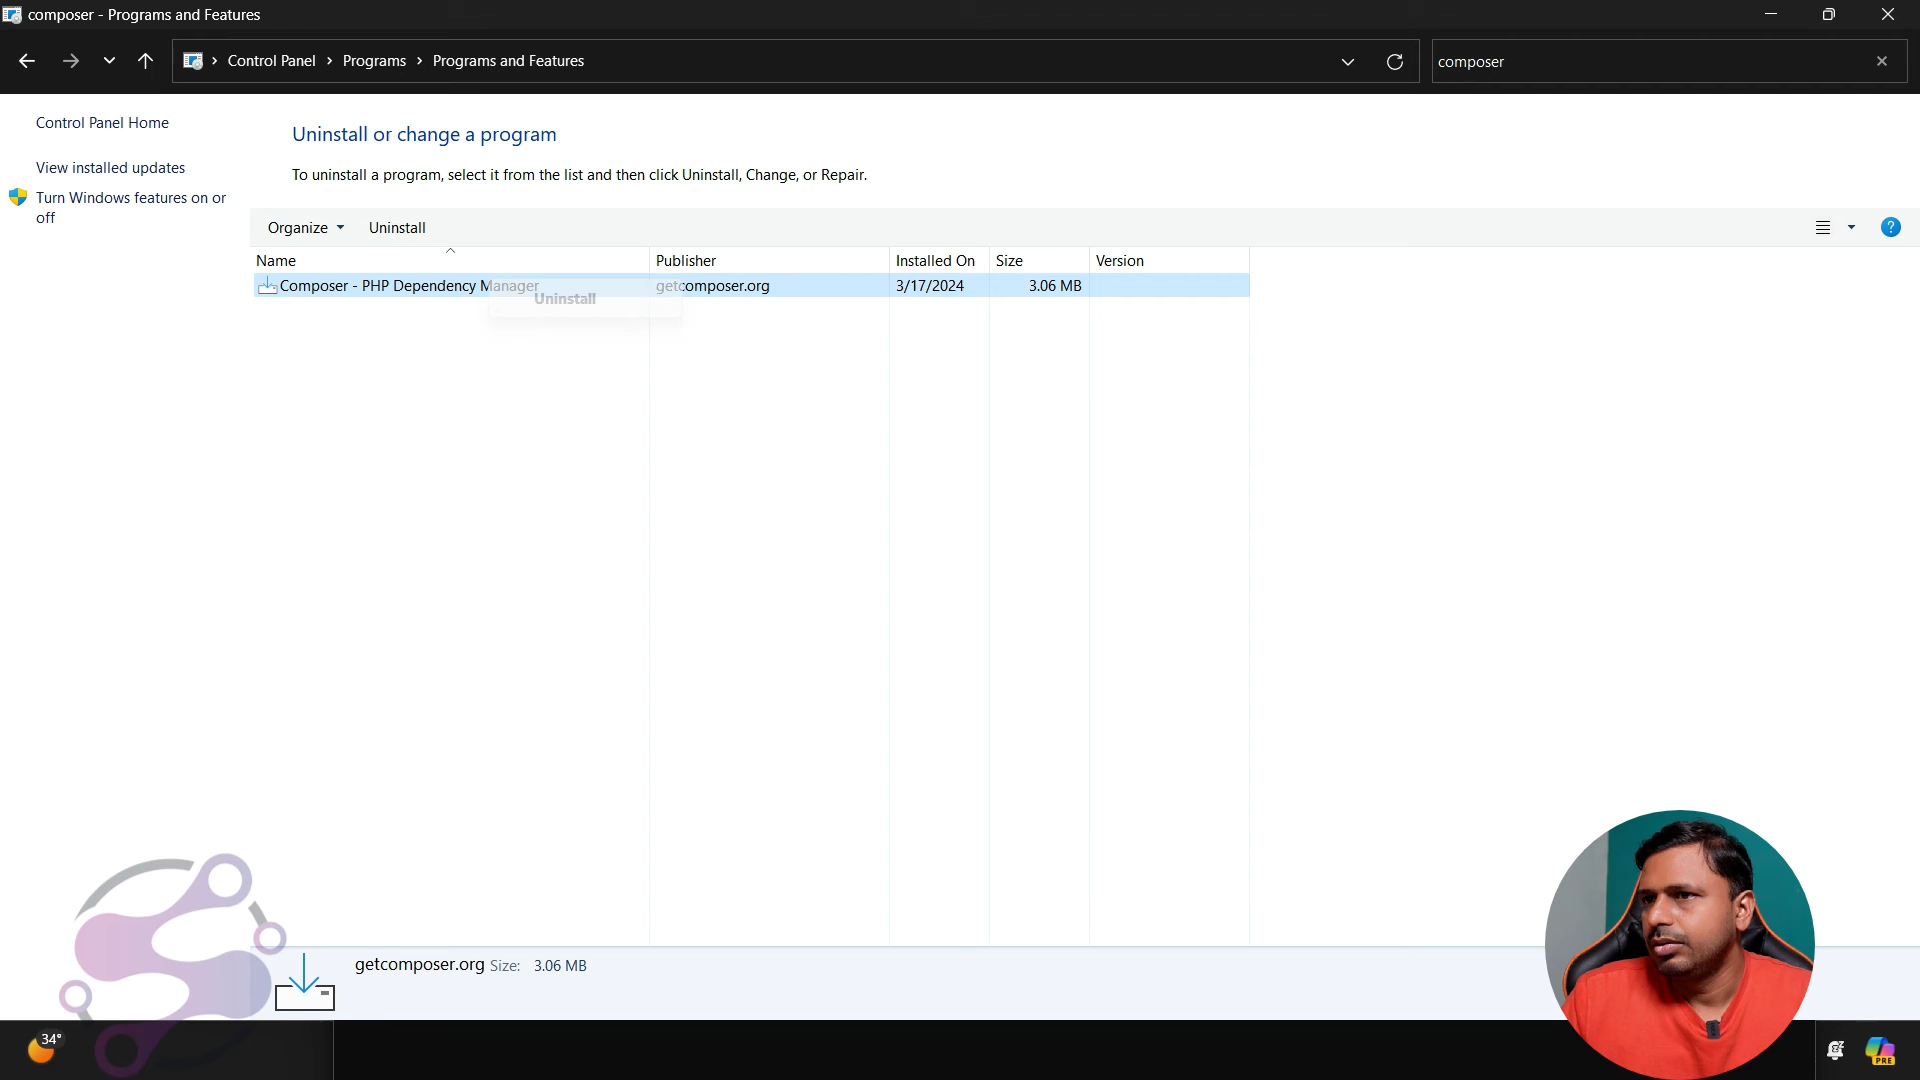 composer - Programs and Features
Control Panel > Programs > Programs and Features
composer
Control Panel Home
View installed updates
Turn Windows features on or
off
Uninstall or change a program
To uninstall a program, select it from the list and then click Uninstall, Change, or Repair.
Organize
Uninstall
Name
Publisher
Installed On
Size
Version
Composer - PHP Dependency Manager
getcomposer.org
3/17/2024
3.06 MB
Uninstall
getcomposer.org Size: 3.06 MB
34°
PRE